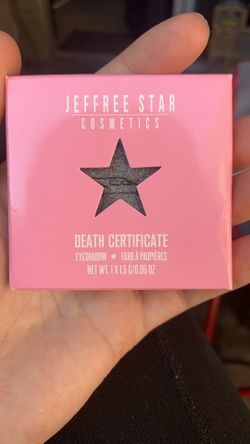 JEFFREE STAR
COSMETICS
DEATH CERTIFICATE
EYESHADOW ★ FARD À PAUPIÈRES
NET WT. 1 X 1.5 G/0.05 OZ